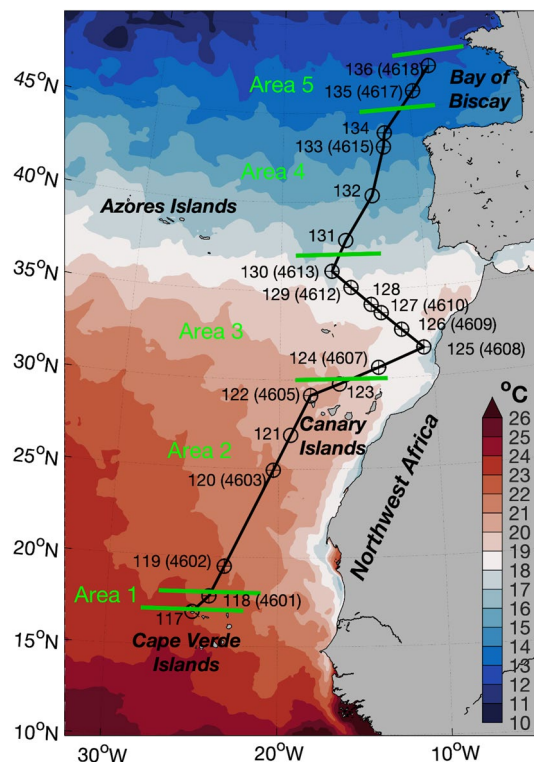 45°N
40°N
35°N
30°N
25°N
20°N
15°N
10°N
30°W
20°W
10°W
Area 5
136 (4618)
135 (4617)
Bay of
Biscay
134
133 (4615)
Area 4
132
Azores Islands
131
130 (4613)
129 (4612)
128
127 (4610)
126 (4609)
125 (4608)
Area 3
124 (4607)
123
122 (4605)
Canary
Islands
121
Area 2
120 (4603)
Northwest Africa
119 (4602)
Area 1
118 (4601)
117
Cape Verde
Islands
°C
26
25
24
23
22
21
20
19
18
17
16
15
14
13
12
11
10